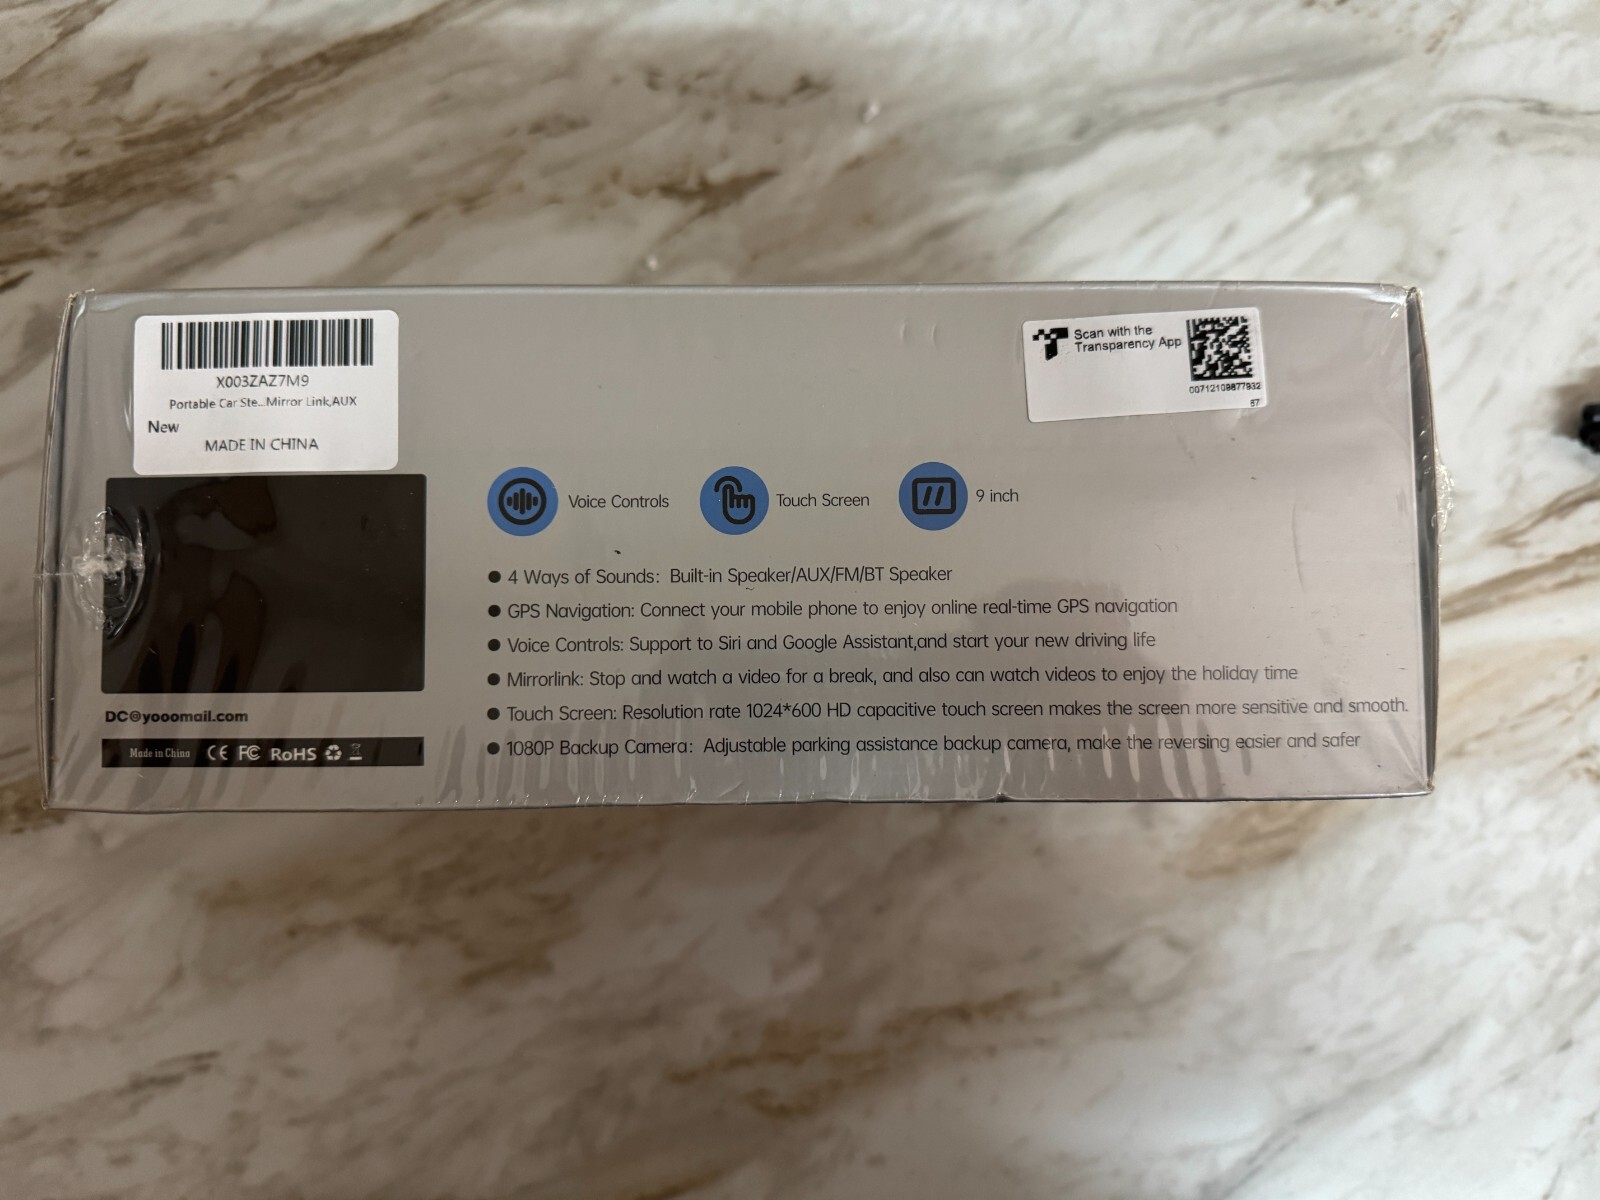 X003ZAZ7M9
Portable Car Ste...Mirror Link,AUX
New
MADE IN CHINA
Scan with the
Transparency App
00712109877932
67
Voice Controls
Touch Screen
9 inch
● 4 Ways of Sounds: Built-in Speaker/AUX/FM/BT Speaker
● GPS Navigation: Connect your mobile phone to enjoy online real-time GPS navigation
● Voice Controls: Support to Siri and Google Assistant,and start your new driving life
● Mirrorlink: Stop and watch a video for a break, and also can watch videos to enjoy the holiday time
● Touch Screen: Resolution rate 1024*600 HD capacitive touch screen makes the screen more sensitive and smooth.
● 1080P Backup Camera: Adjustable parking assistance backup camera, make the reversing easier and safer
DC@yooomail.com
Made in China CE FC RoHS